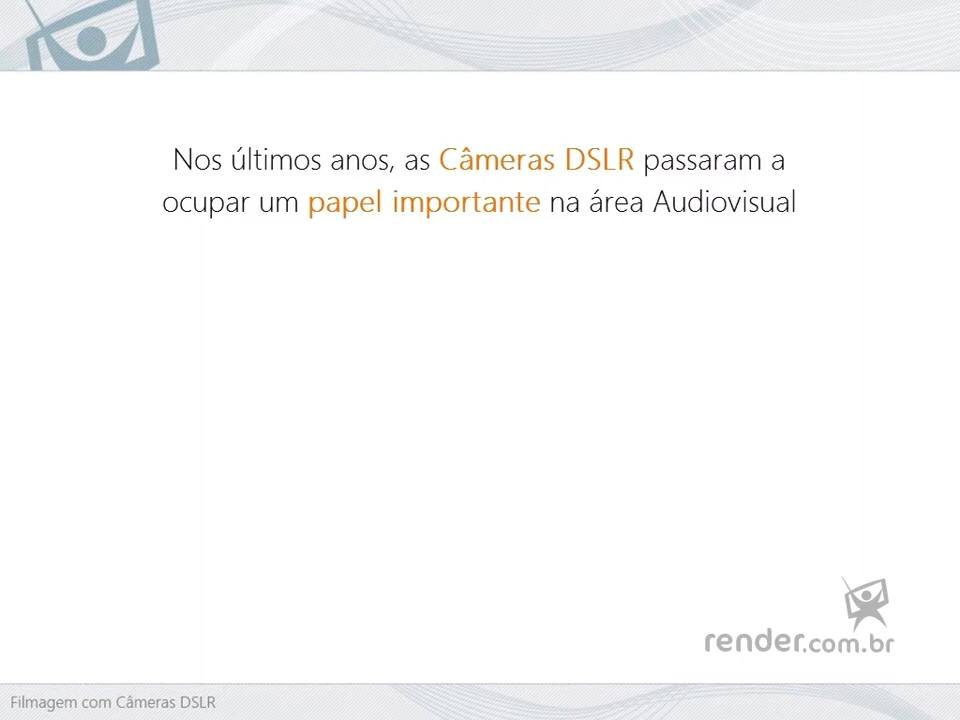 Nos últimos anos, as Câmeras DSLR passaram a
ocupar um papel importante na área Audiovisual
render.com.br
Filmagem com Câmeras DSLR